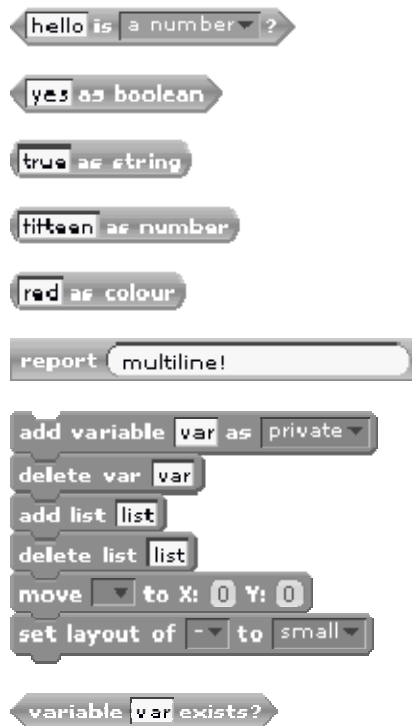 hello is a number ?
yes as boolean
true as string
fifteen as number
red as colour
report multiline!
add variable var as private
delete var var
add list list
delete list list
move to X: 0 Y: 0
set layout of - to small
variable var exists?